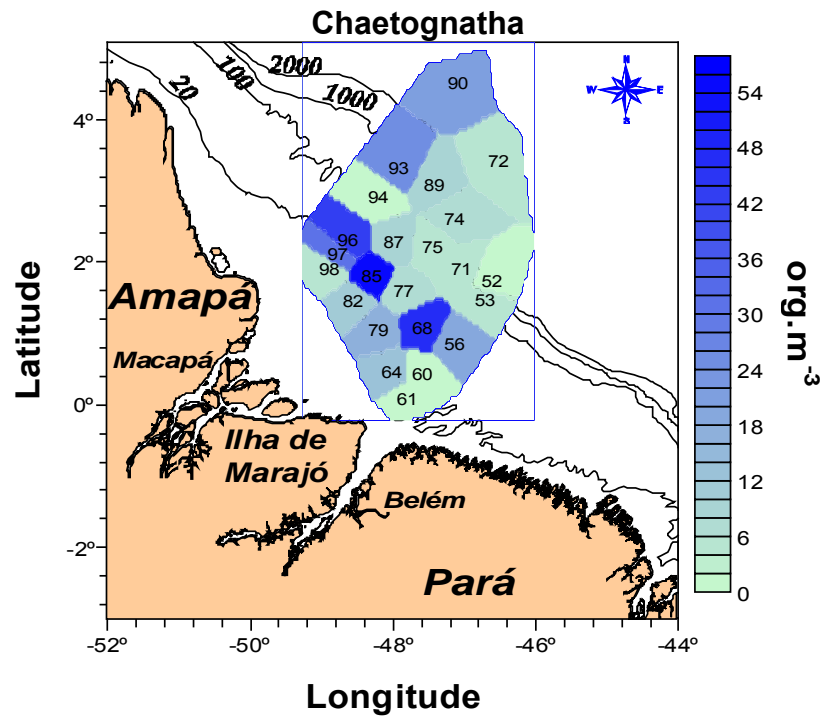 Chaetognatha
20
100
2000
1000
N
W E
S
90
93
72
89
94
74
96
87
75
97
98
85
71
52
77
53
82
79
68
56
64
60
61
Amapá
Macapá
Ilha de
Marajó
Belém
Pará
4º
2º
0º
-2º
-52º -50º -48º -46º -44º
Latitude
Longitude
54
48
42
36
30
24
18
12
6
0
org.m-3